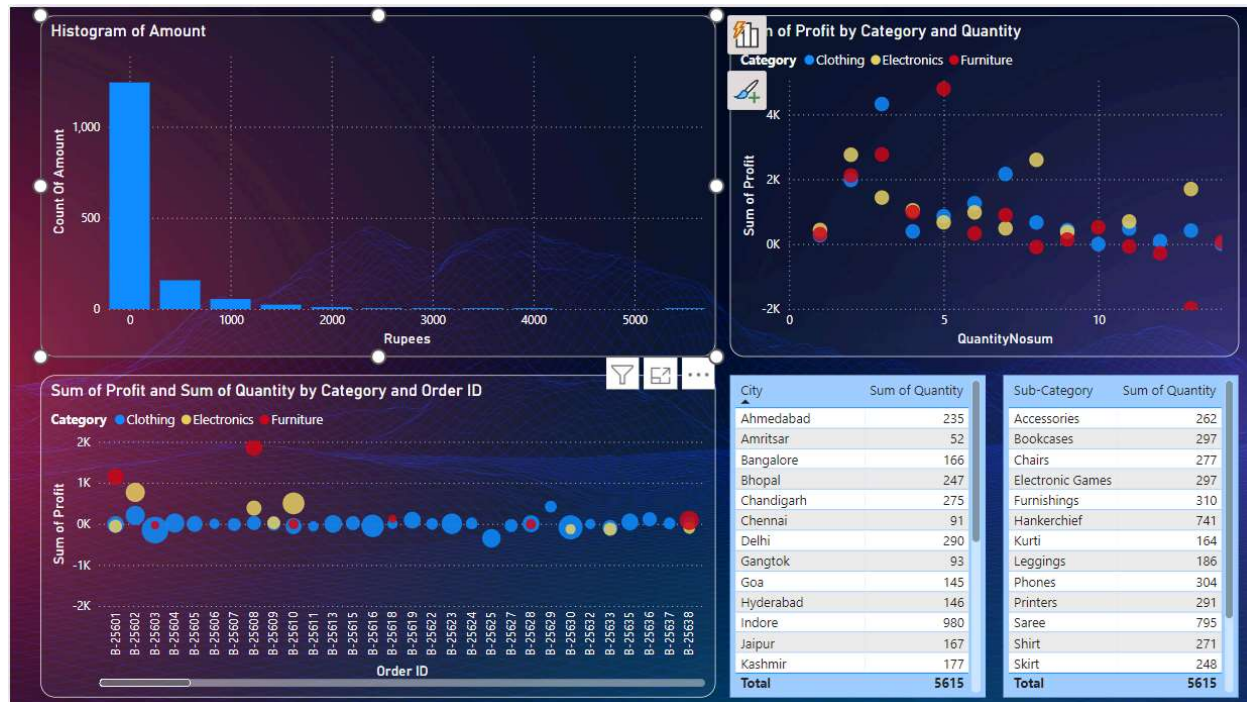 Histogram of Amount
1,000
500
0
Count Of Amount
0 1000 2000 3000 4000 5000
Rupees
n of Profit by Category and Quantity
Category Clothing Electronics Furniture
4K
2K
0K
-2K
Sum of Profit
0 5 10
QuantityNosum
Sum of Profit and Sum of Quantity by Category and Order ID
Category Clothing Electronics Furniture
2K
1K
0K
-1K
-2K
Sum of Profit
B-25601 B-25602 B-25603 B-25604 B-25605 B-25606 B-25607 B-25608 B-25609 B-25610 B-25611 B-25613 B-25615 B-25616 B-25618 B-25619 B-25622 B-25623 B-25624 B-25625 B-25627 B-25628 B-25629 B-25630 B-25632 B-25633 B-25635 B-25636 B-25637 B-25638
Order ID
City Sum of Quantity
Ahmedabad 235
Amritsar 52
Bangalore 166
Bhopal 247
Chandigarh 275
Chennai 91
Delhi 290
Gangtok 93
Goa 145
Hyderabad 146
Indore 980
Jaipur 167
Kashmir 177
Total 5615
Sub-Category Sum of Quantity
Accessories 262
Bookcases 297
Chairs 277
Electronic Games 297
Furnishings 310
Hankerchief 741
Kurti 164
Leggings 186
Phones 304
Printers 291
Saree 795
Shirt 271
Skirt 248
Total 5615